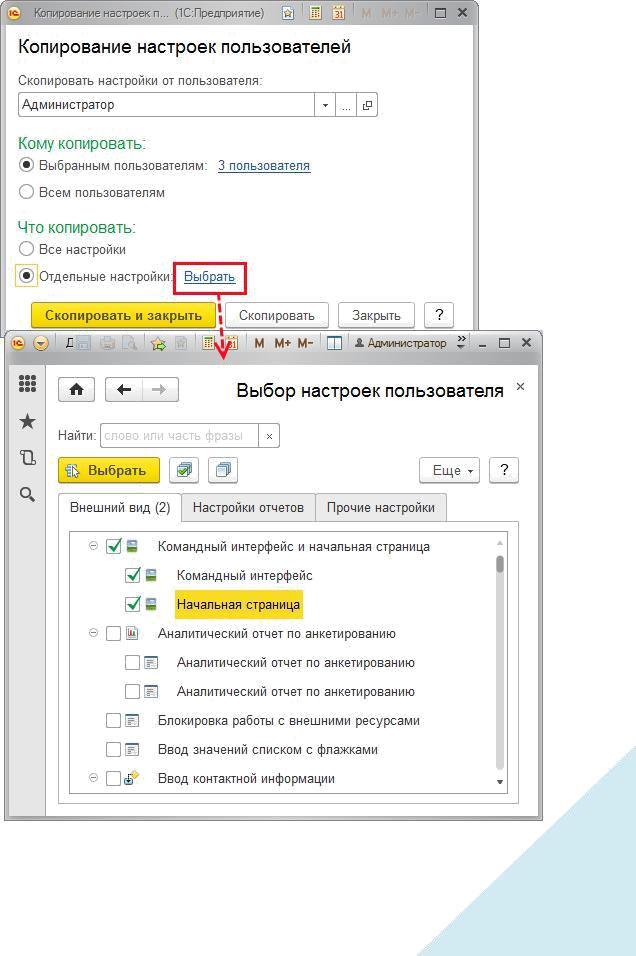 Копирование настроек п... (1С:Предприятие) 31 M M+ M-
Копирование настроек пользователей
Скопировать настройки от пользователя:
Администратор ...
Кому копировать:
Выбранным пользователям: 3 пользователя
Всем пользователям
Что копировать:
Все настройки
Отдельные настройки: Выбрать
Скопировать и закрыть Скопировать Закрыть ?
31 M M+ M- Администратор
Выбор настроек пользователя
Найти: слово или часть фразы ×
Выбрать Еще ?
Внешний вид (2) Настройки отчетов Прочие настройки
Командный интерфейс и начальная страница
Командный интерфейс
Начальная страница
Аналитический отчет по анкетированию
Аналитический отчет по анкетированию
Аналитический отчет по анкетированию
Блокировка работы с внешними ресурсами
Ввод значений списком с флажками
Ввод контактной информации